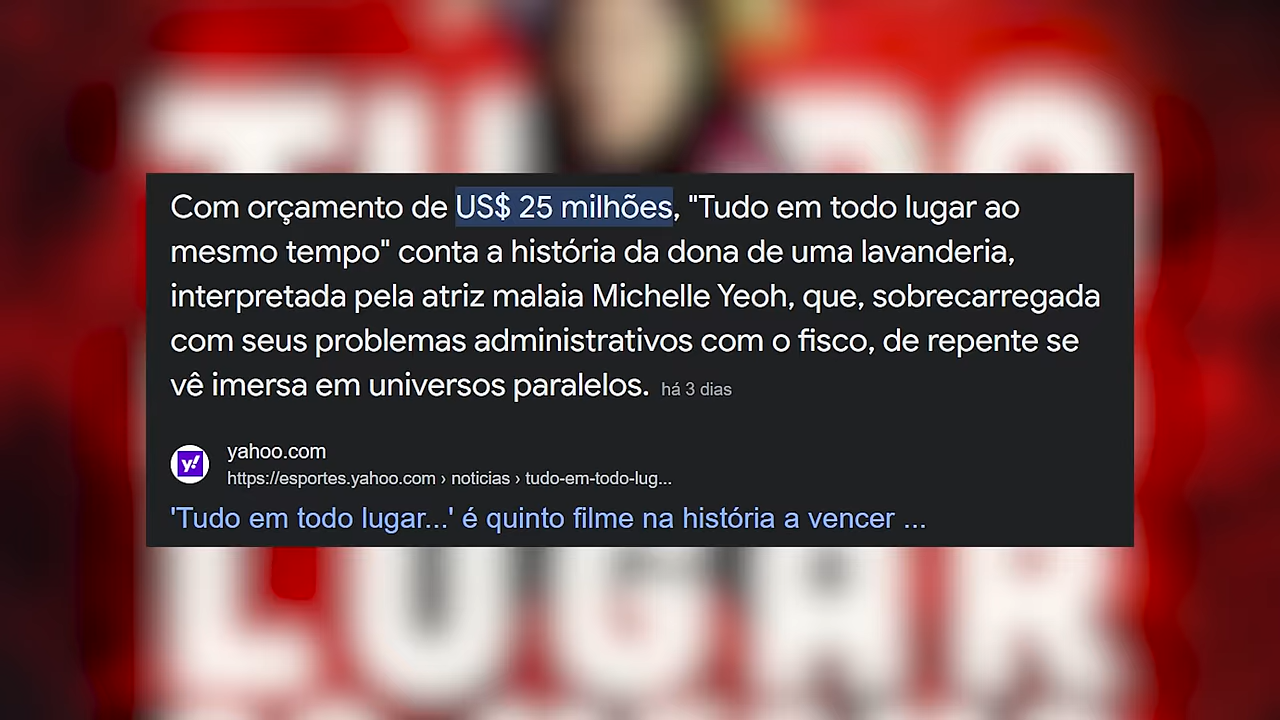 Com orçamento de US$ 25 milhões, "Tudo em todo lugar ao
mesmo tempo" conta a história da dona de uma lavanderia,
interpretada pela atriz malaia Michelle Yeoh, que, sobrecarregada
com seus problemas administrativos com o fisco, de repente se
vê imersa em universos paralelos. há 3 dias
y!
yahoo.com
https://esportes.yahoo.com › noticias › tudo-em-todo-lug...
'Tudo em todo lugar...' é quinto filme na história a vencer ...
LUGAR